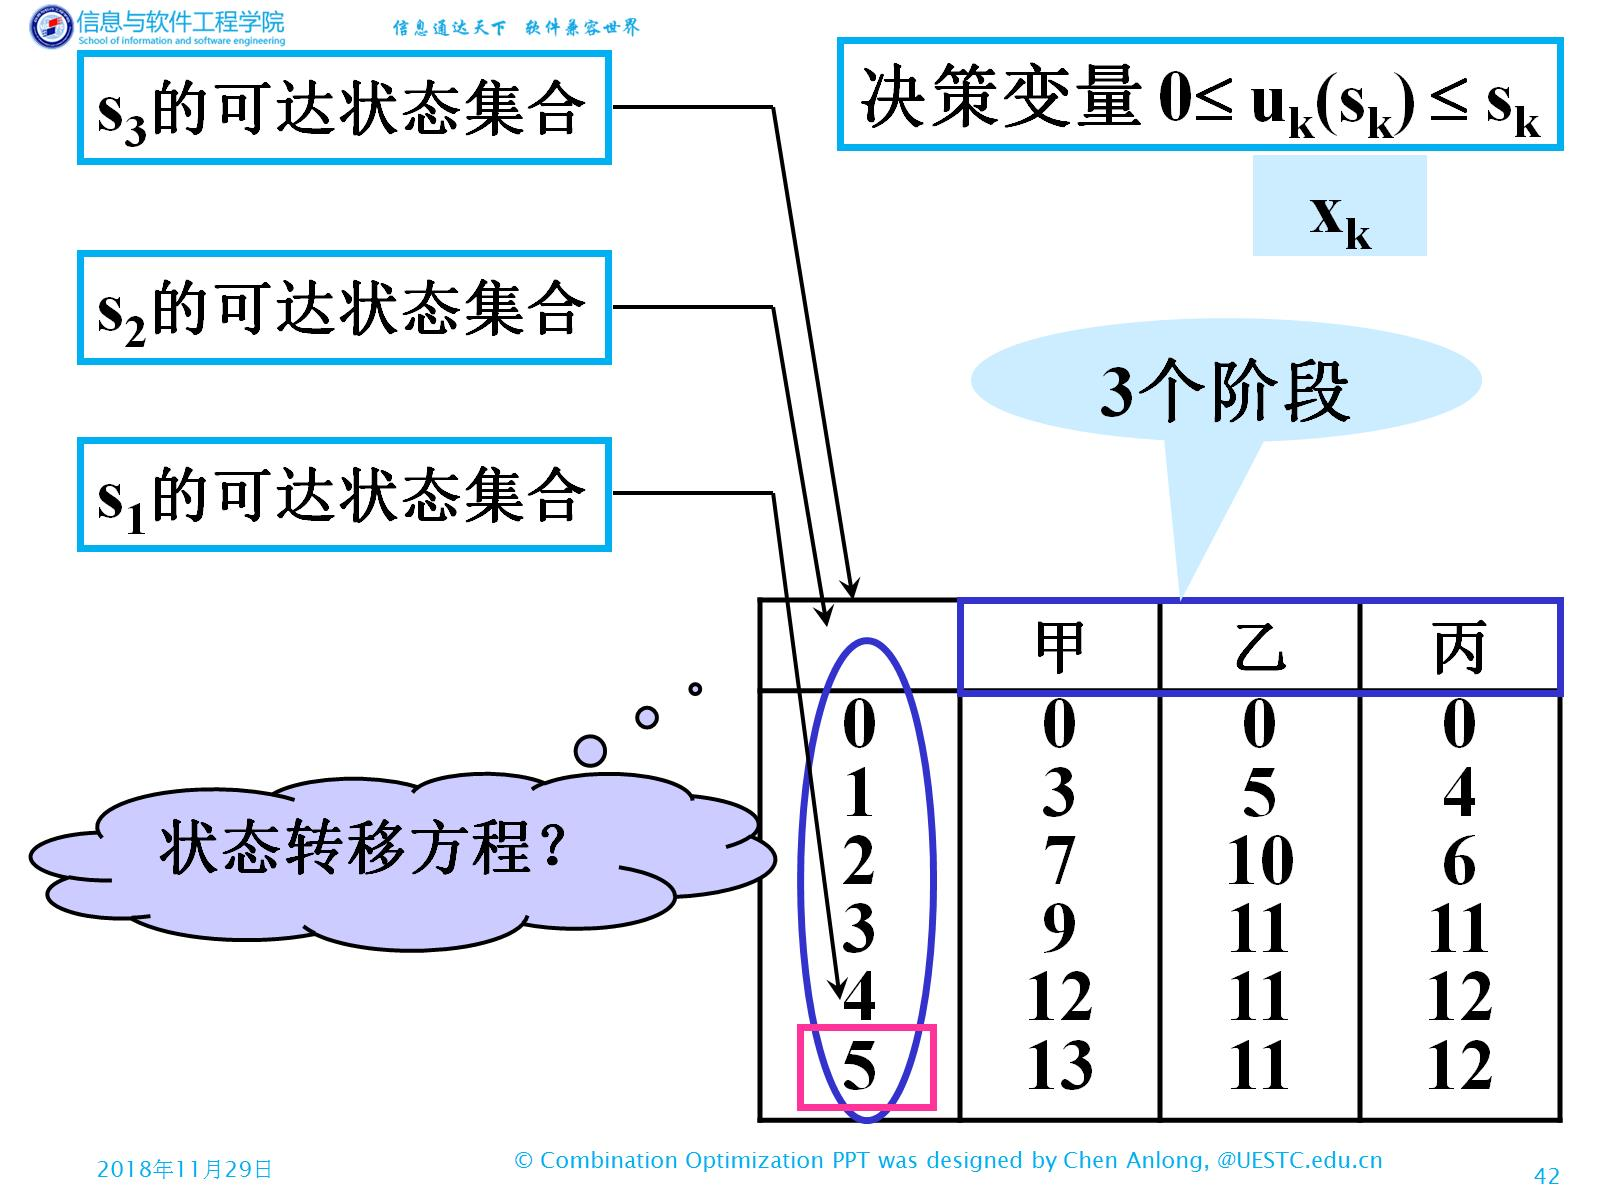 信息与软件工程学院
School of information and software engineering
信息通达天下 软件兼容世界
s3的可达状态集合
决策变量 0≤ uk(sk) ≤ sk
xk
s2的可达状态集合
3个阶段
s1的可达状态集合
甲 乙 丙
0 0 0 0
1 3 5 4
2 7 10 6
3 9 11 11
4 12 11 12
5 13 11 12
状态转移方程？
2018年11月29日
© Combination Optimization PPT was designed by Chen Anlong, @UESTC.edu.cn
42